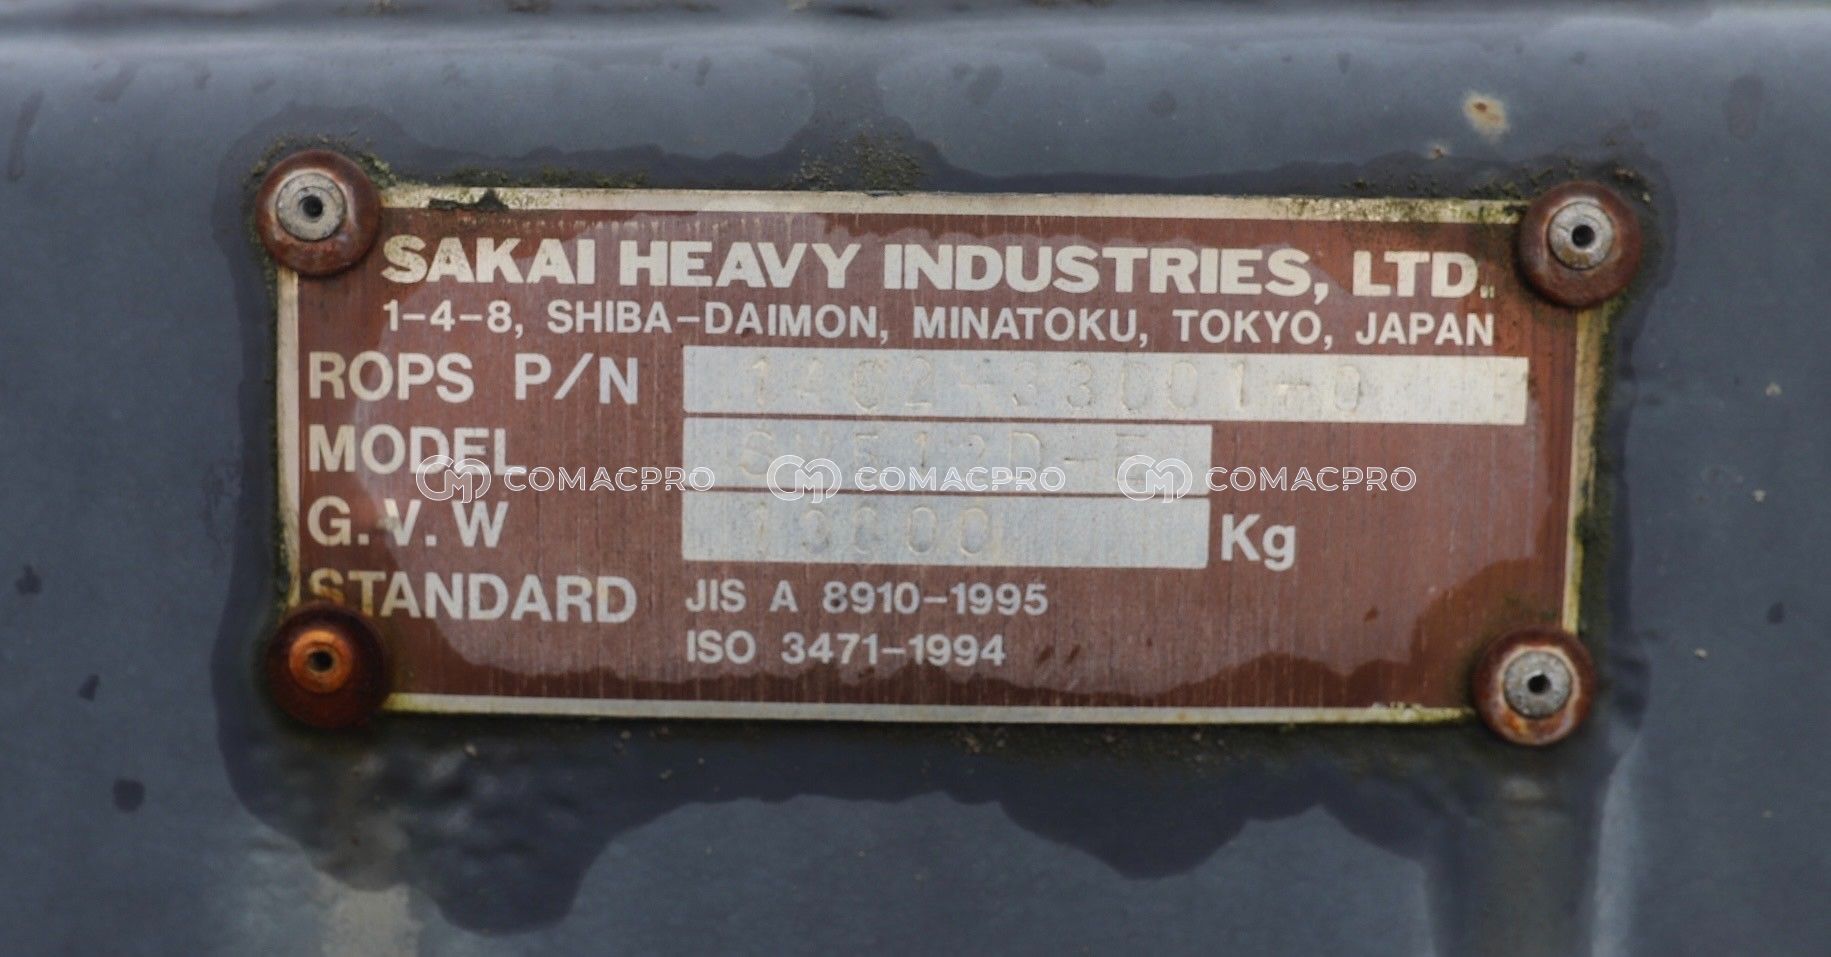 SAKAI HEAVY INDUSTRIES, LTD.
1-4-8, SHIBA-DAIMON, MINATOKU, TOKYO, JAPAN
ROPS P/N
MODEL
G.V.W Kg
STANDARD JIS A 8910-1995
ISO 3471-1994
COMACPRO COMACPRO COMACPRO